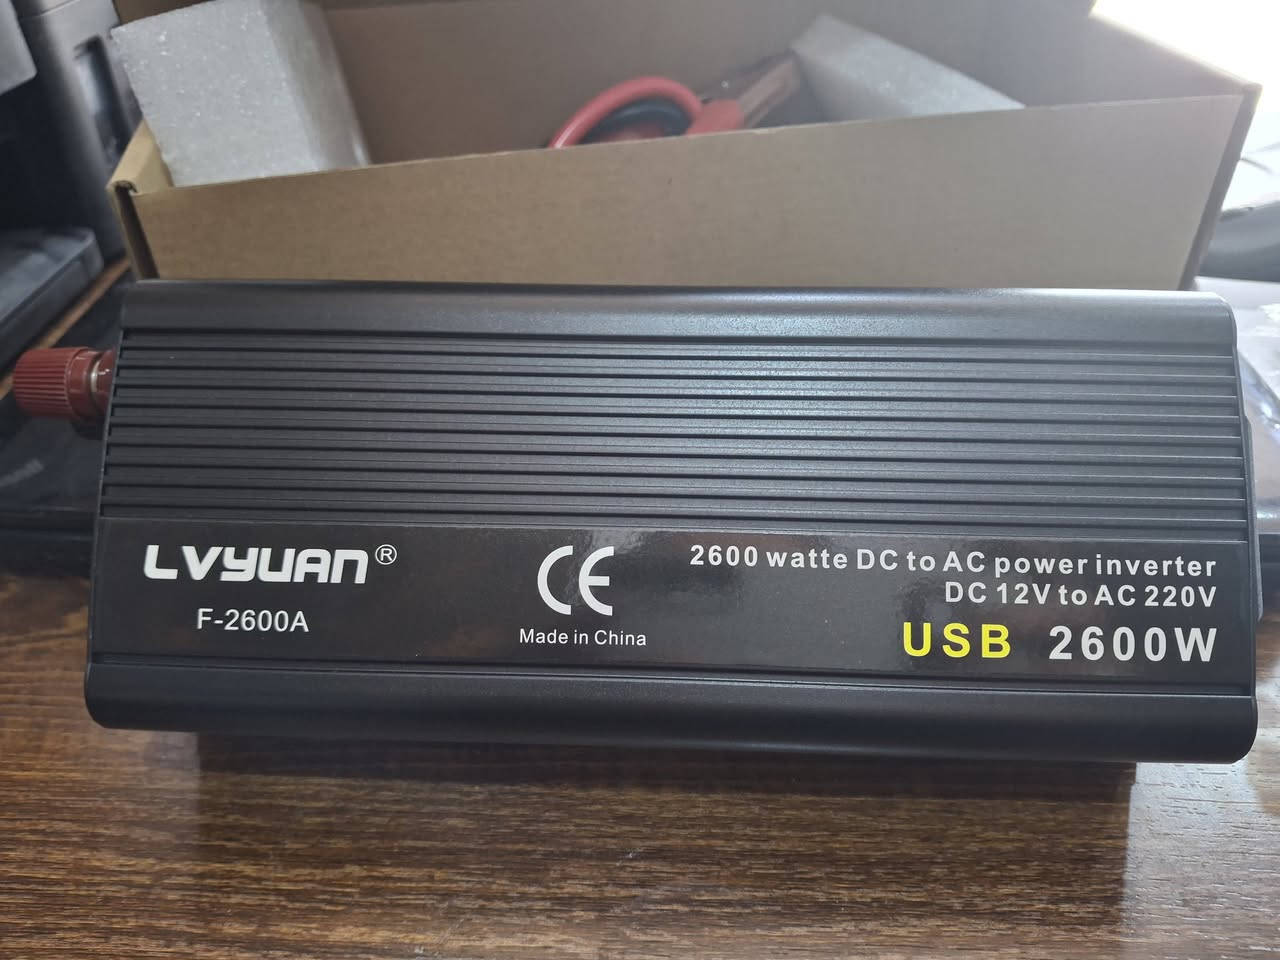 LVYUAN®
F-2600A
CE
Made in China
2600 watte DC to AC power inverter
DC 12V to AC 220V
USB 2600W